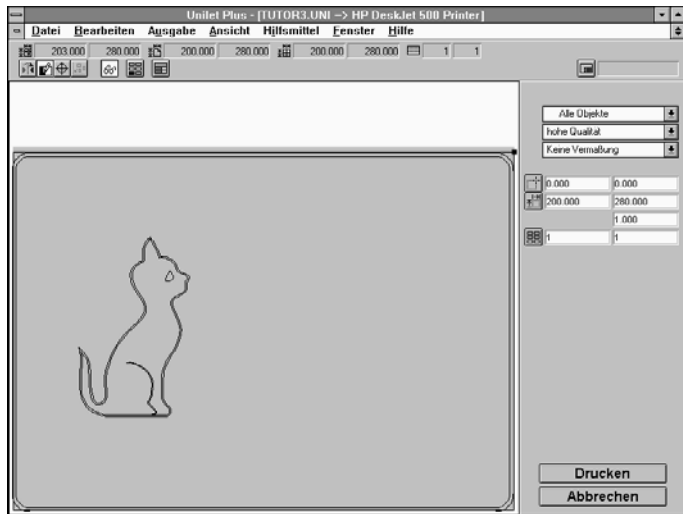 Unilet Plus - [TUTOR3.UNI --> HP DeskJet 500 Printer]
Datei Bearbeiten Ausgabe Ansicht Hilfsmittel Fenster Hilfe
203.000 280.000 200.000 280.000 200.000 280.000 1 1
Alle Objekte
hohe Qualität
Keine Vermaßung
0.000 0.000
200.000 280.000
1.000
1 1
Drucken
Abbrechen